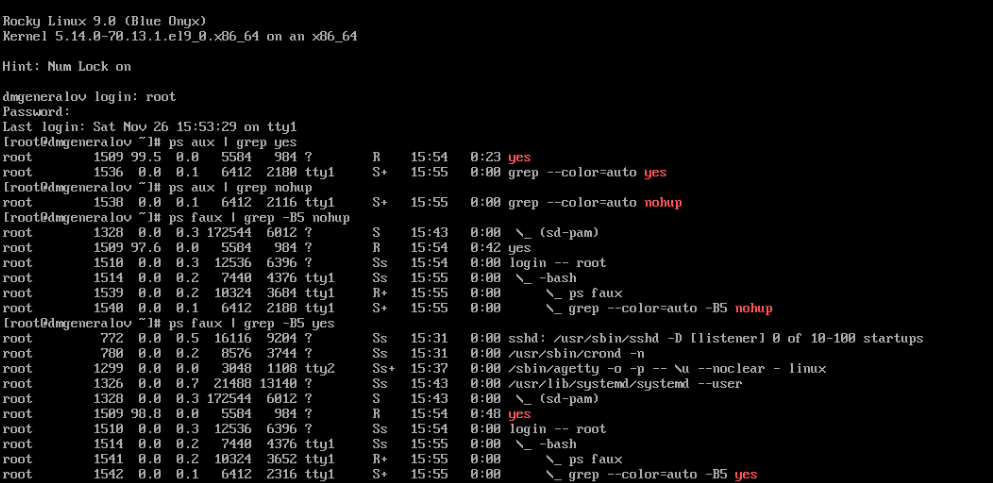 Rocky Linux 9.0 (Blue Onyx)
Kernel 5.14.0-70.13.1.el9_0.x86_64 on an x86_64
Hint: Num Lock on
dmgeneralov login: root
Password:
Last login: Sat Nov 26 15:53:29 on tty1
[root@dmgeneralov ~]# ps aux | grep yes
root 1509 99.5 0.0 5584 984 ? R 15:54 0:23 yes
root 1536 0.0 0.1 6412 2180 tty1 S+ 15:55 0:00 grep --color=auto yes
[root@dmgeneralov ~]# ps aux | grep nohup
root 1538 0.0 0.1 6412 2116 tty1 S+ 15:55 0:00 grep --color=auto nohup
[root@dmgeneralov ~]# ps faux | grep -B5 nohup
root 1328 0.0 0.3 172544 6012 ? S 15:43 0:00 \_ (sd-pam)
root 1509 97.6 0.0 5584 984 ? R 15:54 0:42 yes
root 1510 0.0 0.3 12536 6396 ? Ss 15:54 0:00 login -- root
root 1514 0.0 0.2 7440 4376 tty1 Ss 15:55 0:00 \_ -bash
root 1539 0.0 0.2 10324 3684 tty1 R+ 15:55 0:00 \_ ps faux
root 1540 0.0 0.1 6412 2188 tty1 S+ 15:55 0:00 \_ grep --color=auto -B5 nohup
[root@dmgeneralov ~]# ps faux | grep -B5 yes
root 772 0.0 0.5 16116 9204 ? Ss 15:31 0:00 sshd: /usr/sbin/sshd -D [listener] 0 of 10-100 startups
root 780 0.0 0.2 8576 3744 ? Ss 15:31 0:00 /usr/sbin/crond -n
root 1299 0.0 0.0 3048 1108 tty2 Ss+ 15:37 0:00 /sbin/agetty -o -p -- \u --noclear - linux
root 1326 0.0 0.7 21488 13140 ? Ss 15:43 0:00 /usr/lib/systemd/systemd --user
root 1328 0.0 0.3 172544 6012 ? S 15:43 0:00 \_ (sd-pam)
root 1509 98.8 0.0 5584 984 ? R 15:54 0:48 yes
root 1510 0.0 0.3 12536 6396 ? Ss 15:54 0:00 login -- root
root 1514 0.0 0.2 7440 4376 tty1 Ss 15:55 0:00 \_ -bash
root 1541 0.0 0.2 10324 3652 tty1 R+ 15:55 0:00 \_ ps faux
root 1542 0.0 0.1 6412 2316 tty1 S+ 15:55 0:00 \_ grep --color=auto -B5 yes